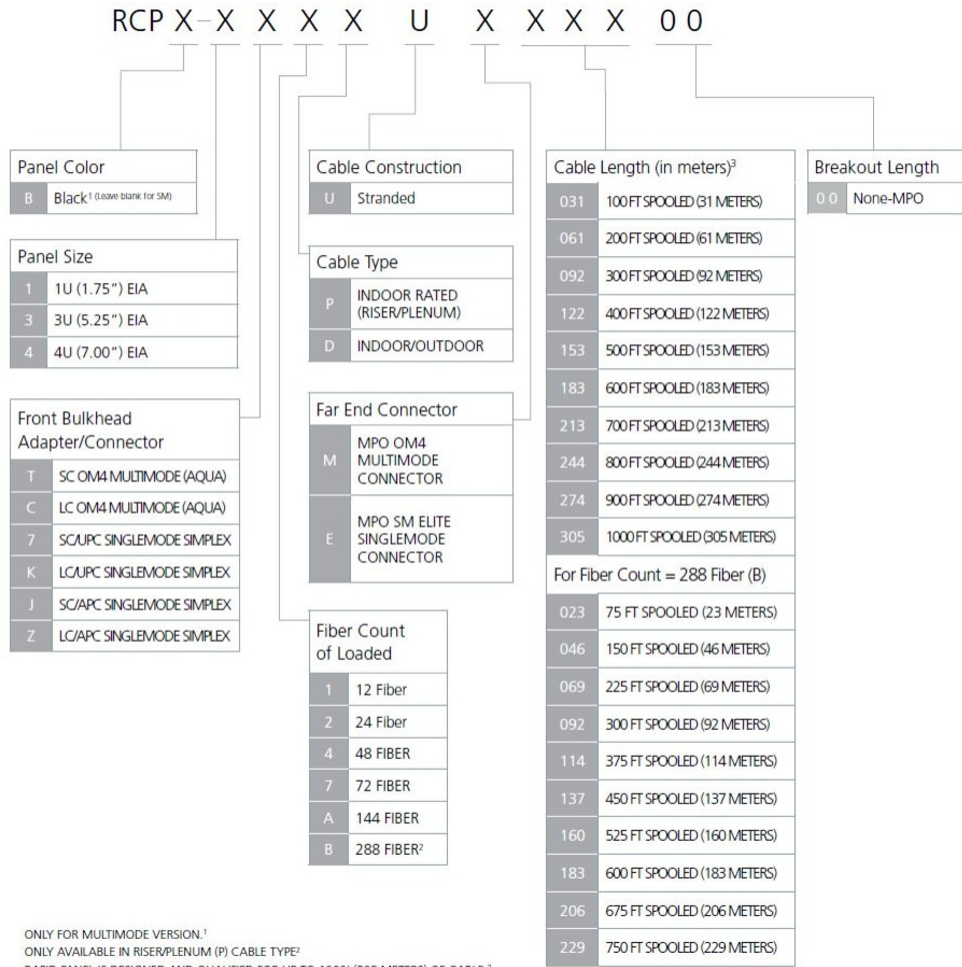 RCP X-X X X X U X X X X 0 0
Panel Color
B Black¹ (Leave blank for SM)
Panel Size
1 1U (1.75”) EIA
3 3U (5.25”) EIA
4 4U (7.00”) EIA
Front Bulkhead
Adapter/Connector
T SC OM4 MULTIMODE (AQUA)
C LC OM4 MULTIMODE (AQUA)
7 SC/UPC SINGLEMODE SIMPLEX
K LC/UPC SINGLEMODE SIMPLEX
J SC/APC SINGLEMODE SIMPLEX
Z LC/APC SINGLEMODE SIMPLEX
Cable Construction
U Stranded
Cable Type
P INDOOR RATED
(RISER/PLENUM)
D INDOOR/OUTDOOR
Far End Connector
M MPO OM4
MULTIMODE
CONNECTOR
E MPO SM ELITE
SINGLEMODE
CONNECTOR
Fiber Count
of Loaded
1 12 Fiber
2 24 Fiber
4 48 FIBER
7 72 FIBER
A 144 FIBER
B 288 FIBER²
Cable Length (in meters)³
031 100 FT SPOOLED (31 METERS)
061 200 FT SPOOLED (61 METERS)
092 300 FT SPOOLED (92 METERS)
122 400 FT SPOOLED (122 METERS)
153 500 FT SPOOLED (153 METERS)
183 600 FT SPOOLED (183 METERS)
213 700 FT SPOOLED (213 METERS)
244 800 FT SPOOLED (244 METERS)
274 900 FT SPOOLED (274 METERS)
305 1000 FT SPOOLED (305 METERS)
For Fiber Count = 288 Fiber (B)
023 75 FT SPOOLED (23 METERS)
046 150 FT SPOOLED (46 METERS)
069 225 FT SPOOLED (69 METERS)
092 300 FT SPOOLED (92 METERS)
114 375 FT SPOOLED (114 METERS)
137 450 FT SPOOLED (137 METERS)
160 525 FT SPOOLED (160 METERS)
183 600 FT SPOOLED (183 METERS)
206 675 FT SPOOLED (206 METERS)
229 750 FT SPOOLED (229 METERS)
Breakout Length
0 0 None-MPO
ONLY FOR MULTIMODE VERSION.¹
ONLY AVAILABLE IN RISER/PLENUM (P) CABLE TYPE²